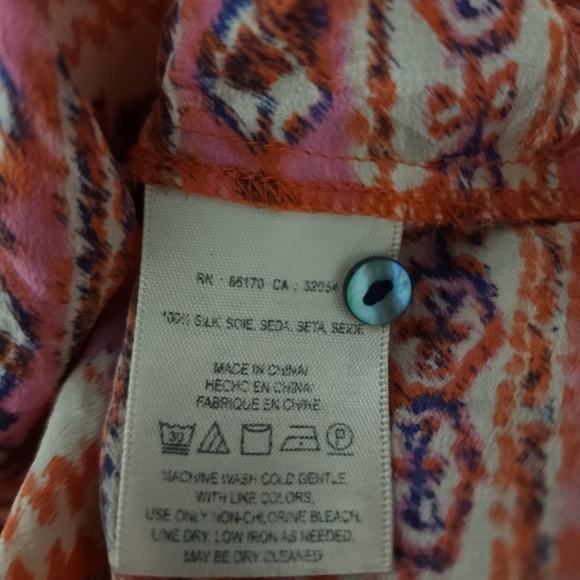 RN : 66170 CA : 32054
100% SILK, SOIE, SEDA, SETA, SEIDE
MADE IN CHINA/
HECHO EN CHINA/
FABRIQUE EN CHINE
30 P
MACHINE WASH COLD GENTLE
WITH LIKE COLORS,
USE ONLY NON-CHLORINE BLEACH,
LINE DRY, LOW IRON AS NEEDED,
MAY BE DRY CLEANED